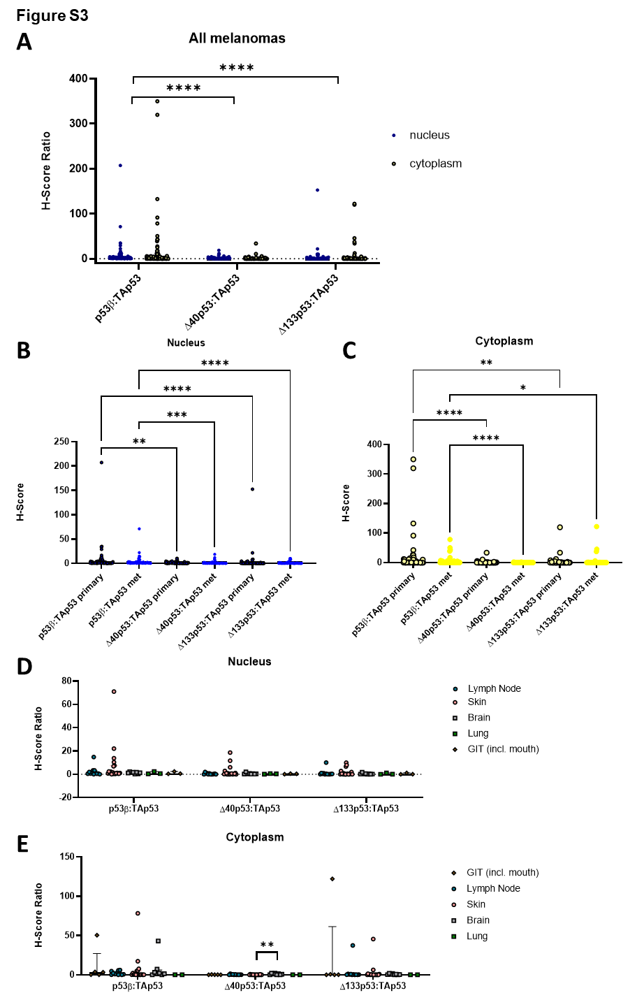 Figure S3
A
All melanomas
****
****
400
300
200
100
0
H-Score Ratio
nucleus
cytoplasm
p53β:TAp53
Δ40p53:TAp53
Δ133p53:TAp53
B
Nucleus
****
****
***
**
250
200
150
100
50
0
H-Score
p53β:TAp53 primary
p53β:TAp53 met
Δ40p53:TAp53 primary
Δ40p53:TAp53 met
Δ133p53:TAp53 primary
Δ133p53:TAp53 met
C
Cytoplasm
**
*
****
****
400
300
200
100
0
H-Score
p53β:TAp53 primary
p53β:TAp53 met
Δ40p53:TAp53 primary
Δ40p53:TAp53 met
Δ133p53:TAp53 primary
Δ133p53:TAp53 met
D
Nucleus
80
60
40
20
0
-20
H-Score Ratio
p53β:TAp53
Δ40p53:TAp53
Δ133p53:TAp53
Lymph Node
Skin
Brain
Lung
GIT (incl. mouth)
E
Cytoplasm
150
100
50
0
H-Score Ratio
**
p53β:TAp53
Δ40p53:TAp53
Δ133p53:TAp53
GIT (incl. mouth)
Lymph Node
Skin
Brain
Lung